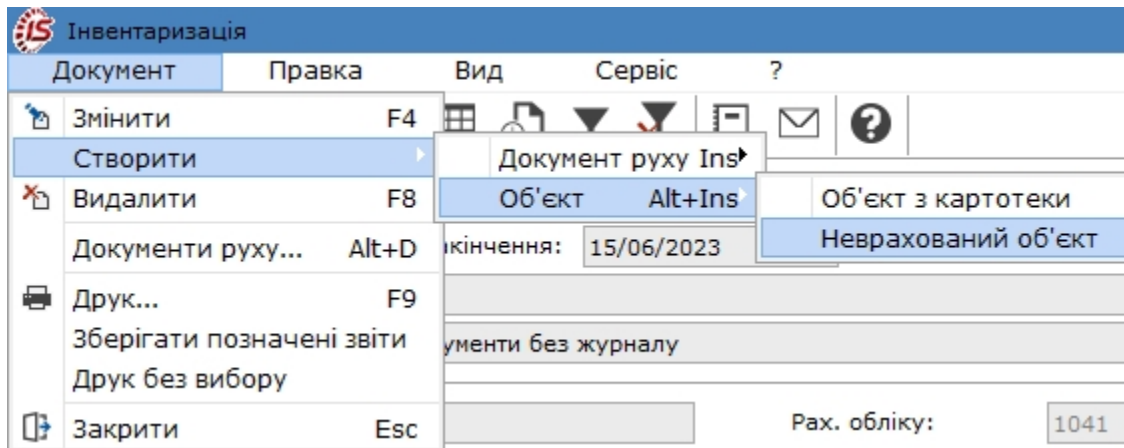 Інвентаризація
Документ Правка Вид Сервіс ?
Змінити F4
Створити
Документ руху Ins
Видалити F8
Об'єкт Alt+Ins
Об'єкт з картотеки
Неврахований об'єкт
Документи руху... Alt+D
кінчення: 15/06/2023
Друк... F9
Зберігати позначені звіти
ументи без журналу
Друк без вибору
Закрити Esc
Рах. обліку: 1041